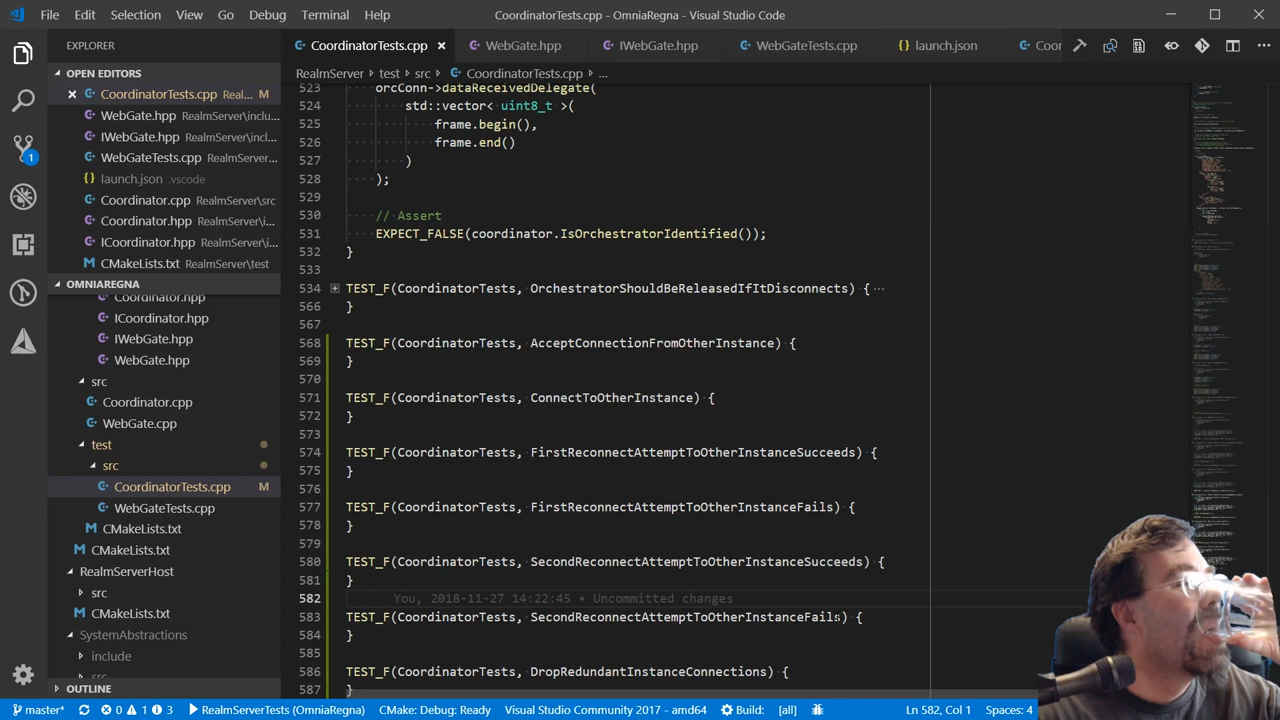 File Edit Selection View Go Debug Terminal Help CoordinatorTests.cpp - OmniaRegna - Visual Studio Code
EXPLORER
CoordinatorTests.cpp
WebGate.hpp
IWebGate.hpp
WebGateTests.cpp
launch.json
Coor
OPEN EDITORS
CoordinatorTests.cpp Real... M
WebGate.hpp RealmServer\inclu...
IWebGate.hpp RealmServer\incl...
WebGateTests.cpp RealmServer...
launch.json .vscode
Coordinator.cpp RealmServer\src
Coordinator.hpp RealmServer\i...
ICoordinator.hpp RealmServer\i...
CMakeLists.txt RealmServer\test
OMNIAREGNA
Coordinator.hpp
ICoordinator.hpp
IWebGate.hpp
WebGate.hpp
src
Coordinator.cpp
WebGate.cpp
test
src
CoordinatorTests.cpp M
WebGateTests.cpp
CMakeLists.txt
CMakeLists.txt
RealmServerHost
src
CMakeLists.txt
SystemAbstractions
include
src
OUTLINE
1
RealmServer > test > src > CoordinatorTests.cpp > ...
523 orcConn->dataReceivedDelegate(
524 std::vector< uint8_t >(
525 frame.begin(),
526 frame.end()
527 )
528 );
529
530 // Assert
531 EXPECT_FALSE(coordinator.IsOrchestratorIdentified());
532 }
533
534 TEST_F(CoordinatorTests, OrchestratorShouldBeReleasedIfItDisconnects) {...
566 }
567
568 TEST_F(CoordinatorTests, AcceptConnectionFromOtherInstance) {
569 }
570
571 TEST_F(CoordinatorTests, ConnectToOtherInstance) {
572 }
573
574 TEST_F(CoordinatorTests, FirstReconnectAttemptToOtherInstanceSucceeds) {
575 }
576
577 TEST_F(CoordinatorTests, FirstReconnectAttemptToOtherInstanceFails) {
578 }
579
580 TEST_F(CoordinatorTests, SecondReconnectAttemptToOtherInstanceSucceeds) {
581 }
582 You, 2018-11-27 14:22:45 • Uncommitted changes
583 TEST_F(CoordinatorTests, SecondReconnectAttemptToOtherInstanceFails) {
584 }
585
586 TEST_F(CoordinatorTests, DropRedundantInstanceConnections) {
587 }
master* 0 1 3 RealmServerTests (OmniaRegna) CMake: Debug: Ready Visual Studio Community 2017 - amd64 Build: [all] Ln 582, Col 1 Spaces: 4